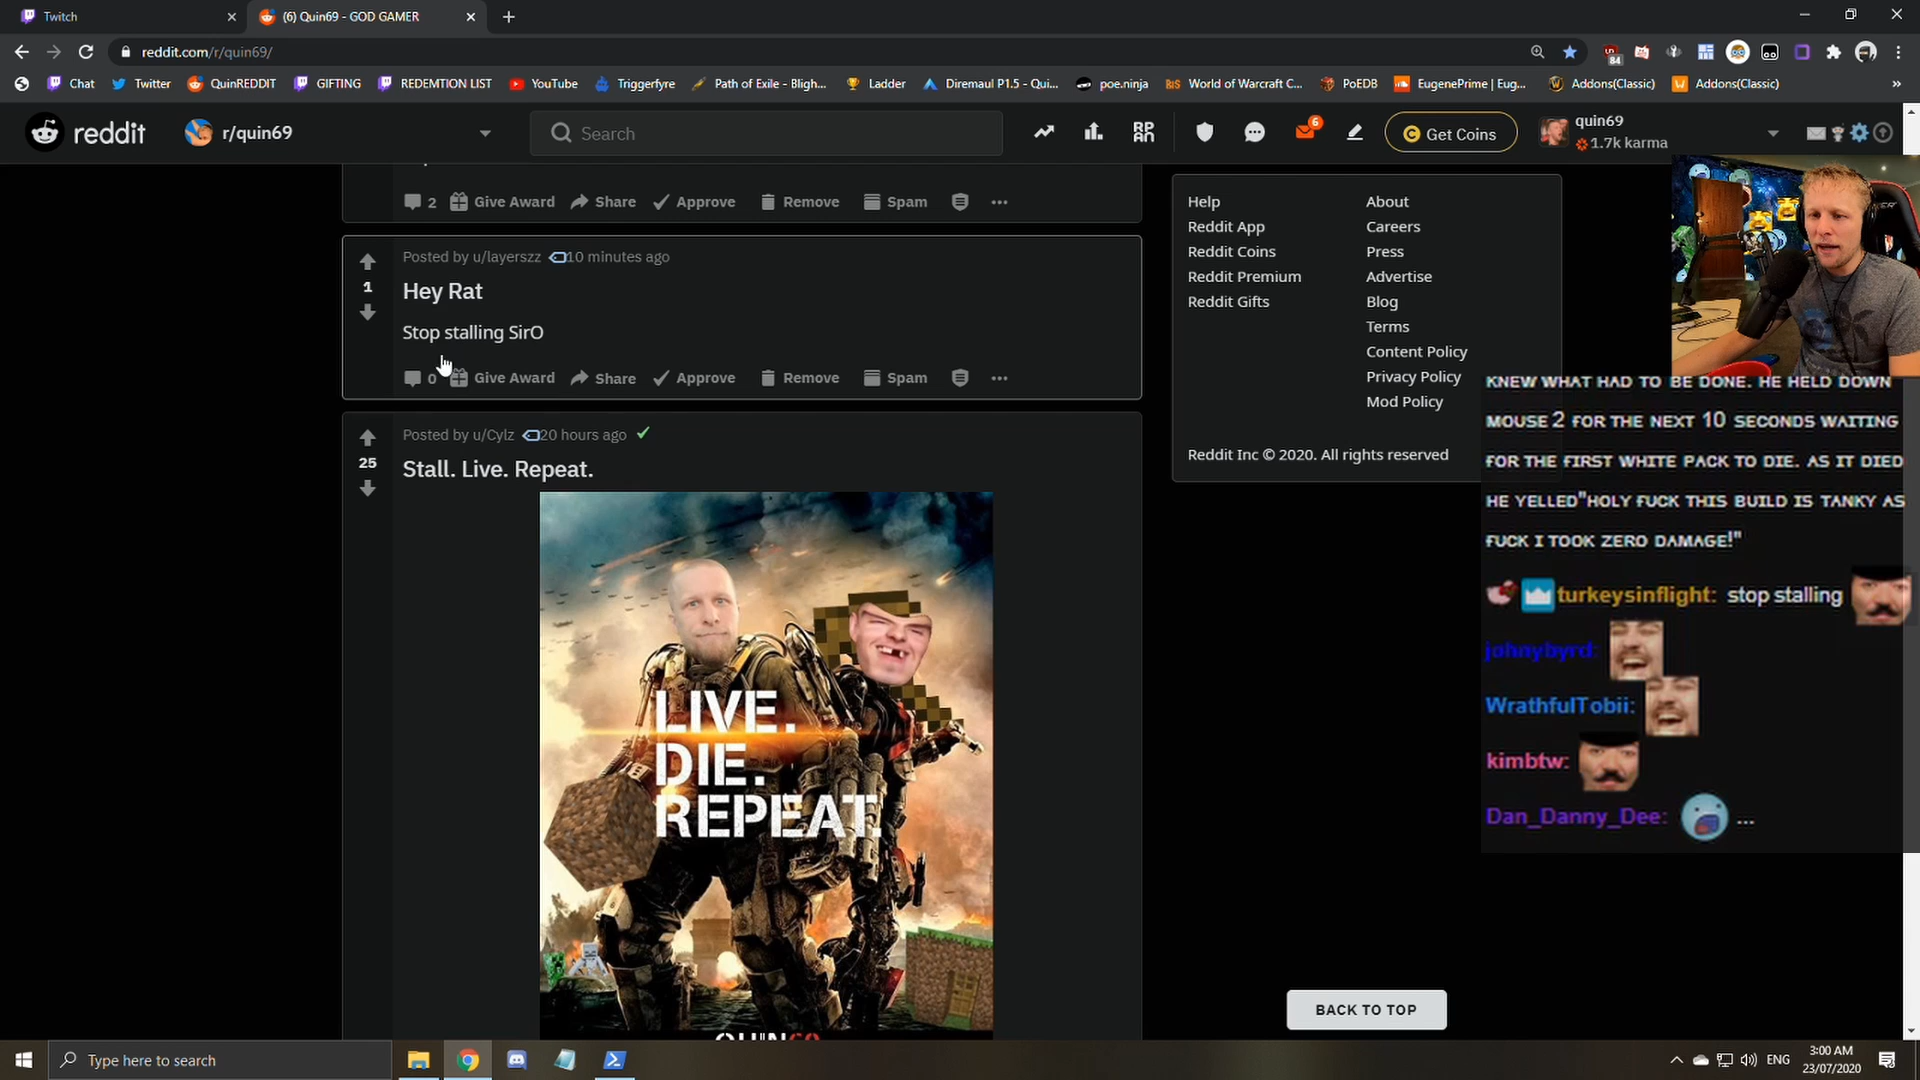 Twitch
(6) Quin69 - GOD GAMER
reddit.com/r/quin69/
84
Chat
Twitter
QuinREDDIT
GIFTING
REDEMTION LIST
YouTube
Triggerfyre
Path of Exile - Bligh...
Ladder
Diremaul P1.5 - Qui...
poe.ninja
World of Warcraft C...
PoEDB
EugenePrime | Eug...
Addons(Classic)
Addons(Classic)
»
reddit
r/quin69
Search
RPAN
6
Get Coins
quin69
1.7k karma
2
Give Award
Share
Approve
Remove
Spam
Posted by u/layerszz 10 minutes ago
1
Hey Rat
Stop stalling SirO
0
Give Award
Share
Approve
Remove
Spam
Posted by u/Cylz 20 hours ago
25
Stall. Live. Repeat.
LIVE.
DIE.
REPEAT.
QUIN69
Help
About
Reddit App
Careers
Reddit Coins
Press
Reddit Premium
Advertise
Reddit Gifts
Blog
Terms
Content Policy
Privacy Policy
Mod Policy
Reddit Inc © 2020. All rights reserved
KNEW WHAT HAD TO BE DONE. HE HELD DOWN
MOUSE 2 FOR THE NEXT 10 SECONDS WAITING
FOR THE FIRST WHITE PACK TO DIE. AS IT DIED
HE YELLED"HOLY FUCK THIS BUILD IS TANKY AS
FUCK I TOOK ZERO DAMAGE!"
turkeysinflight: stop stalling
johnybyrd:
WrathfulTobii:
kimbtw:
Dan_Danny_Dee: ...
BACK TO TOP
Type here to search
ENG
3:00 AM
23/07/2020